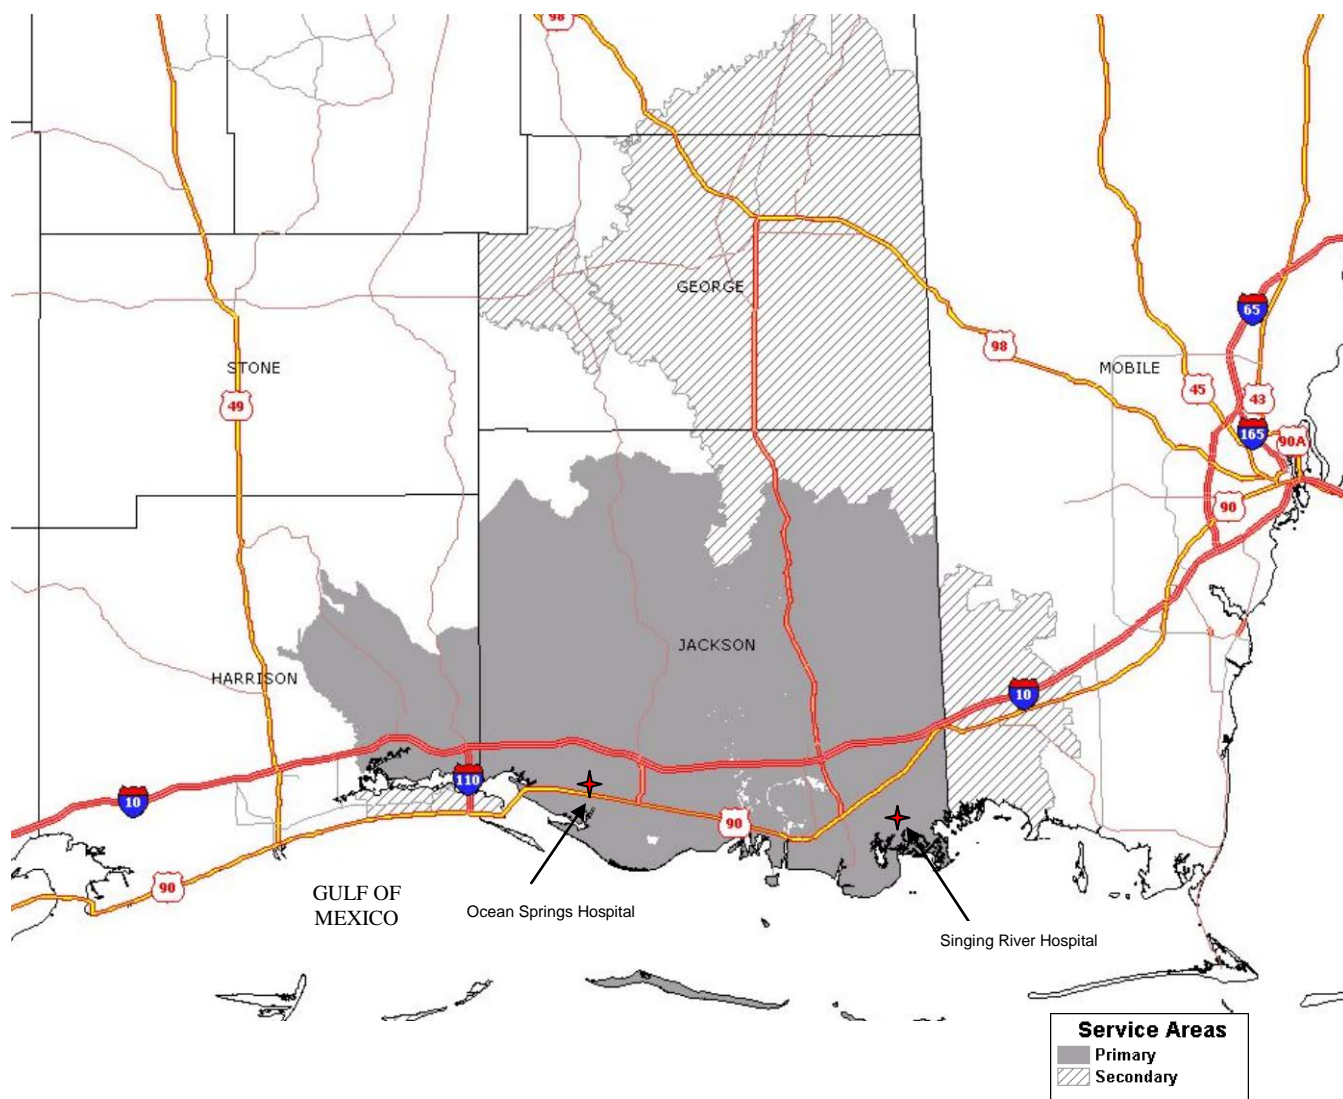 98
GEORGE
65
98
STONE
MOBILE
45
43
49
165
90A
90
JACKSON
HARRISON
10
110
10
90
90
GULF OF
MEXICO
Ocean Springs Hospital
Singing River Hospital
Service Areas
Primary
Secondary